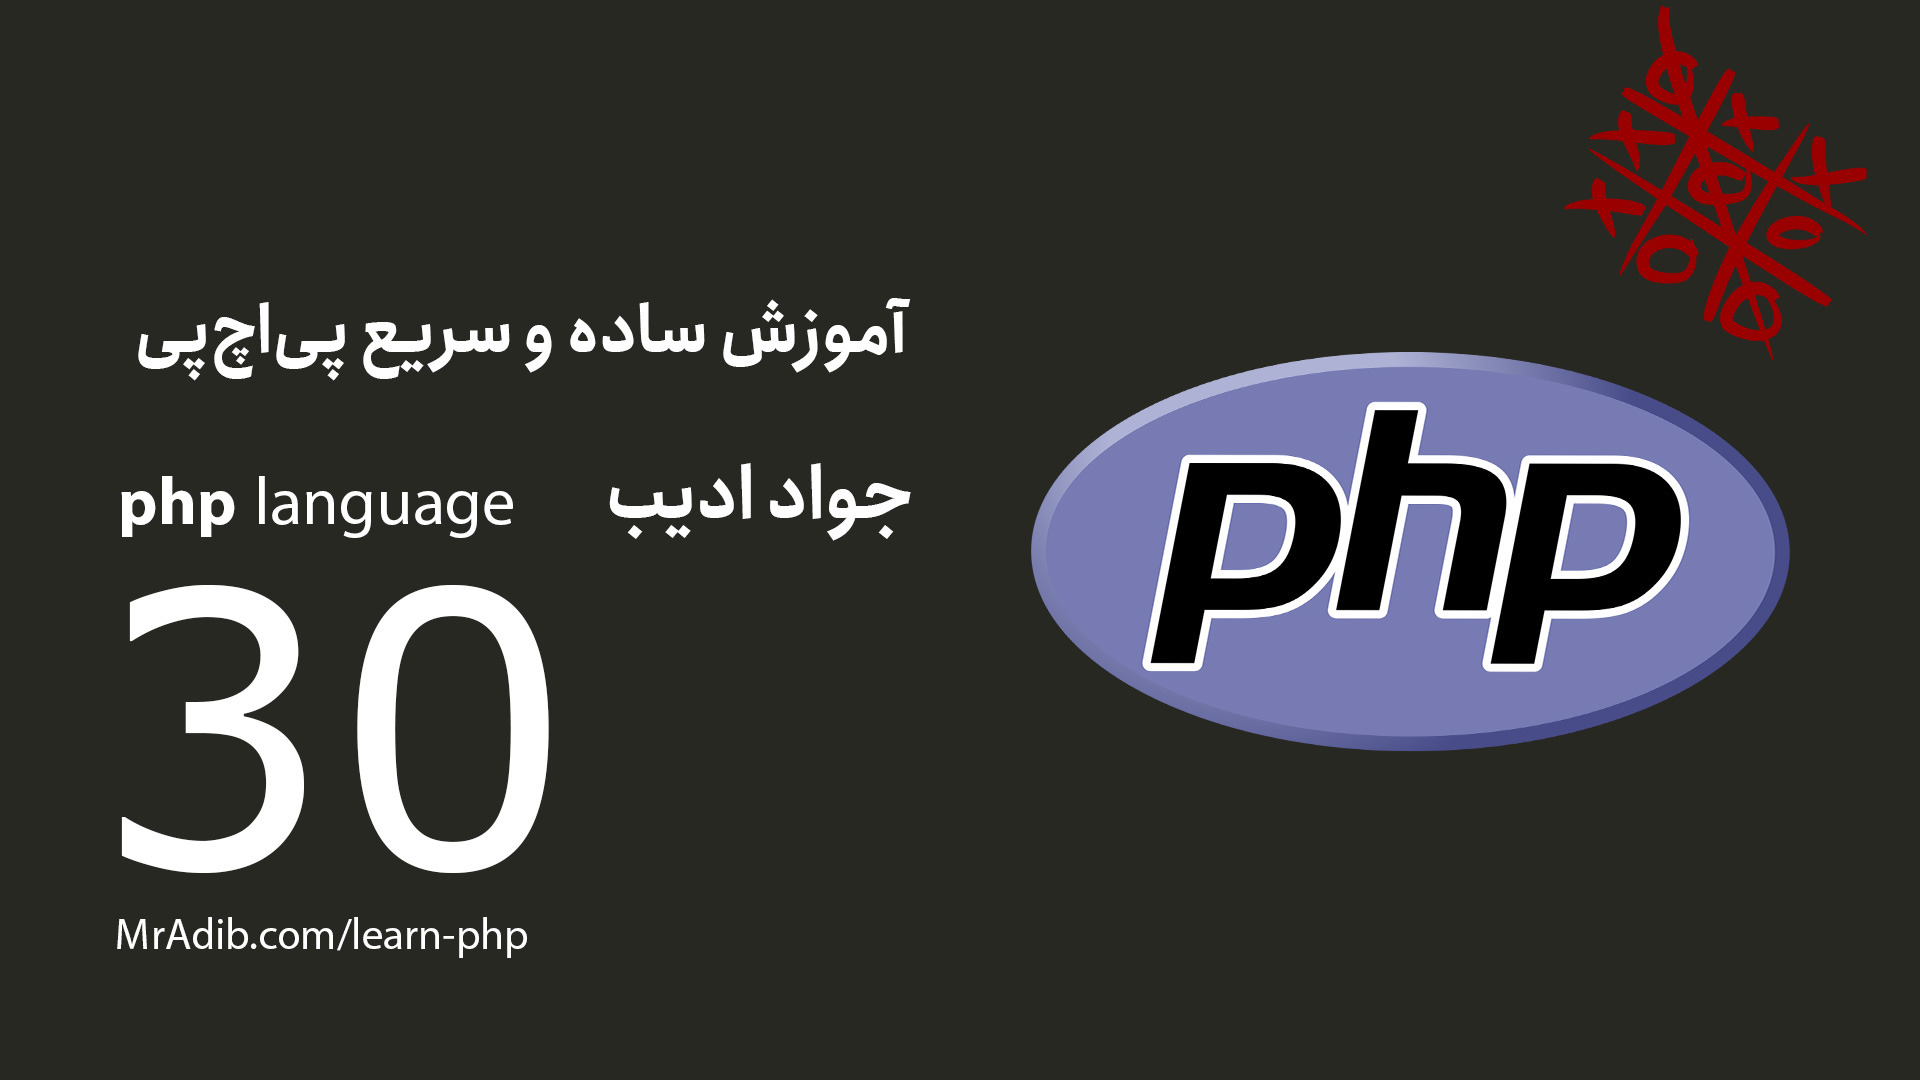 آموزش ساده و سریع پی‌اچ‌پی
جواد ادیب
php language
30
MrAdib.com/learn-php
php